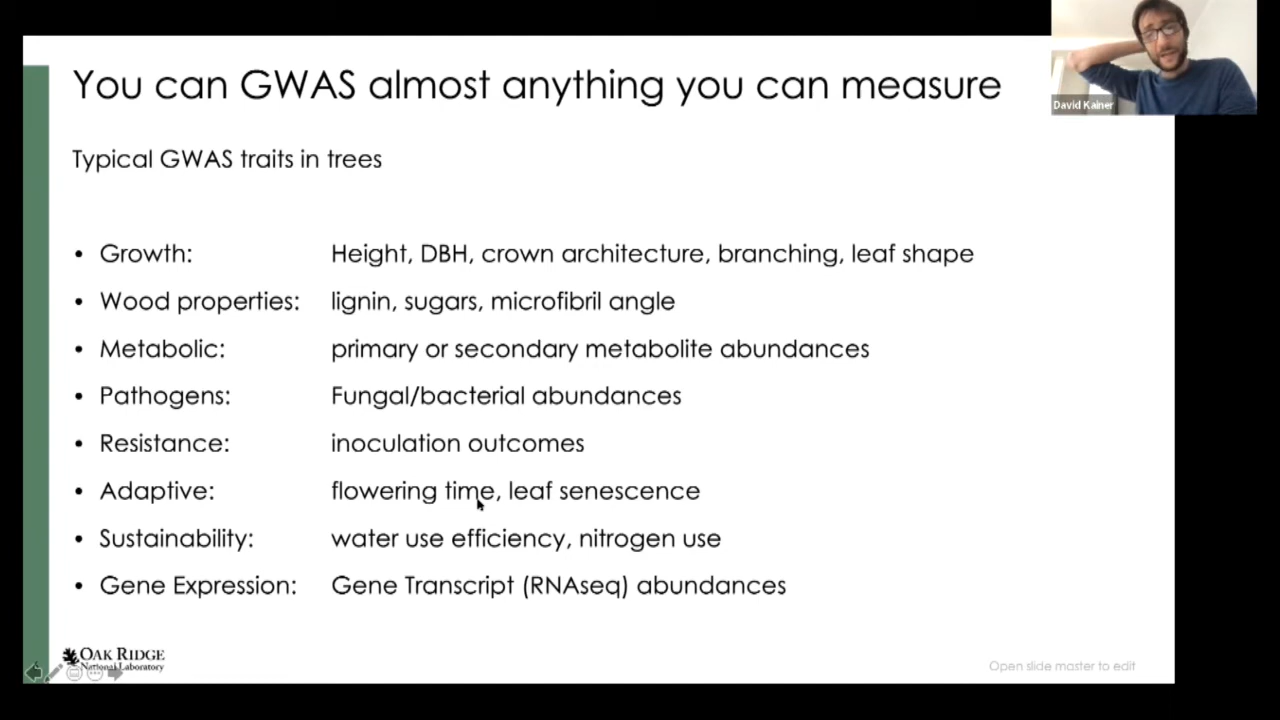 You can GWAS almost anything you can measure
David Kainer
Typical GWAS traits in trees
• Growth: Height, DBH, crown architecture, branching, leaf shape
• Wood properties: lignin, sugars, microfibril angle
• Metabolic: primary or secondary metabolite abundances
• Pathogens: Fungal/bacterial abundances
• Resistance: inoculation outcomes
• Adaptive: flowering time, leaf senescence
• Sustainability: water use efficiency, nitrogen use
• Gene Expression: Gene Transcript (RNAseq) abundances
OAK RIDGE
National Laboratory
Open slide master to edit